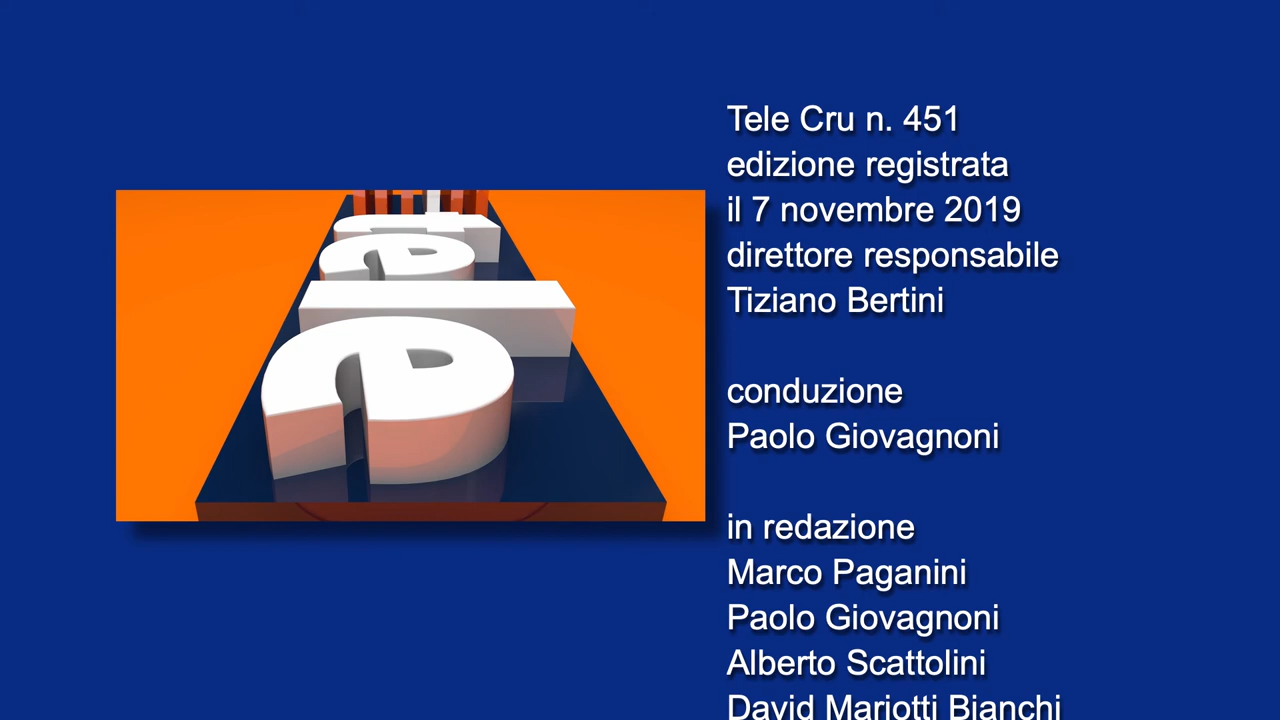 tele
Tele Cru n. 451
edizione registrata
il 7 novembre 2019
direttore responsabile
Tiziano Bertini
conduzione
Paolo Giovagnoni
in redazione
Marco Paganini
Paolo Giovagnoni
Alberto Scattolini
David Mariotti Bianchi